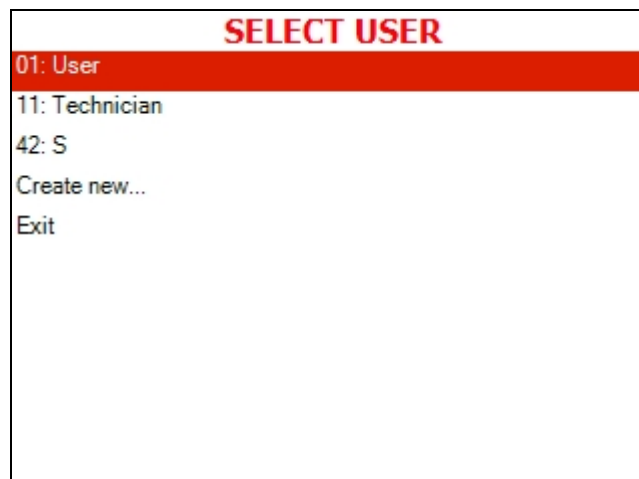 SELECT USER
01: User
11: Technician
42: S
Create new...
Exit